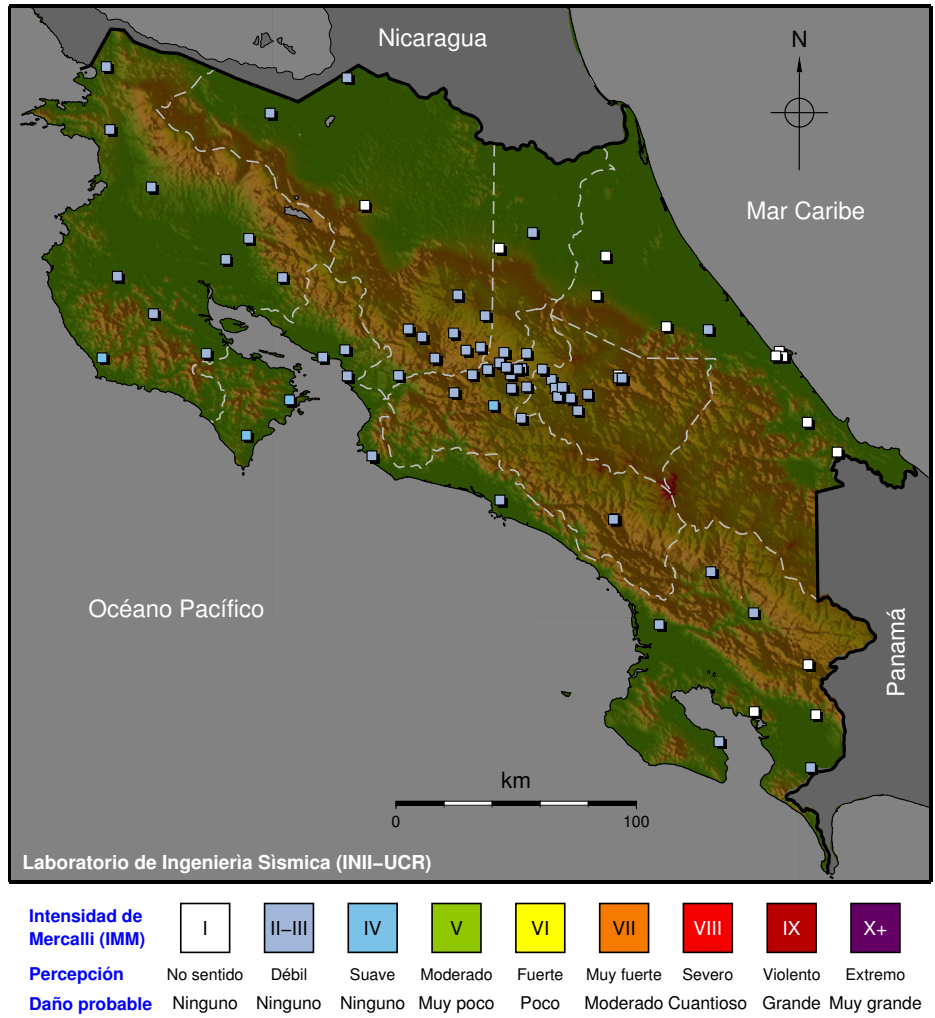 Nicaragua
N
Mar Caribe
Océano Pacífico
Panamá
km
0 100
Laboratorio de Ingenierìa Sìsmica (INII−UCR)
Intensidad de
Mercalli (IMM)
I II−III IV V VI VII VIII IX X+
Percepción No sentido Débil Suave Moderado Fuerte Muy fuerte Severo Violento Extremo
Daño probable Ninguno Ninguno Ninguno Muy poco Poco Moderado Cuantioso Grande Muy grande